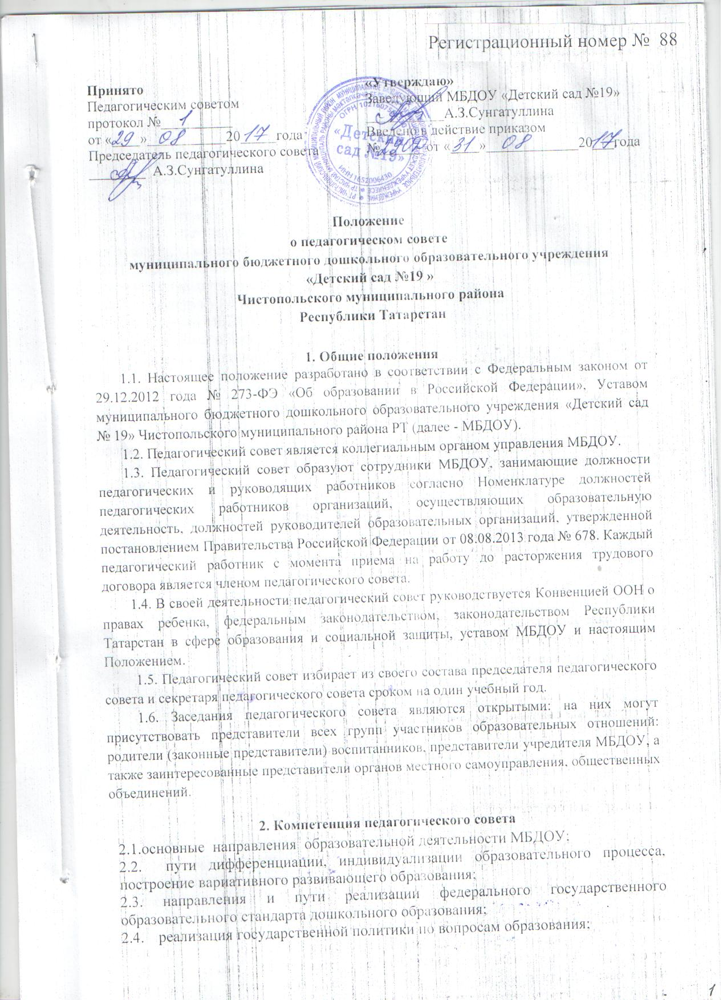 Регистрационный номер № 88
Принято
Педагогическим советом
протокол № 1
от «29» 08 2017 года
Председатель педагогического совета
А.З.Сунгатуллина
«Утверждаю»
Заведующий МБДОУ «Детский сад №19»
А.З.Сунгатуллина
Введено в действие приказом
№ от «31» 08 2017года
«Детский
сад №19»
ИНН 1652006430
Положение
о педагогическом совете
муниципального бюджетного дошкольного образовательного учреждения
«Детский сад №19 »
Чистопольского муниципального района
Республики Татарстан
1. Общие положения
1.1. Настоящее положение разработано в соответствии с Федеральным законом от
29.12.2012 года № 273-ФЭ «Об образовании в Российской Федерации», Уставом
муниципального бюджетного дошкольного образовательного учреждения «Детский сад
№ 19» Чистопольского муниципального района РТ (далее - МБДОУ).
1.2. Педагогический совет является коллегиальным органом управления МБДОУ.
1.3. Педагогический совет образуют сотрудники МБДОУ, занимающие должности
педагогических и руководящих работников согласно Номенклатуре должностей
педагогических работников организаций, осуществляющих образовательную
деятельность, должностей руководителей образовательных организаций, утвержденной
постановлением Правительства Российской Федерации от 08.08.2013 года № 678. Каждый
педагогический работник с момента приема на работу до расторжения трудового
договора является членом педагогического совета.
1.4. В своей деятельности педагогический совет руководствуется Конвенцией ООН о
правах ребенка, федеральным законодательством, законодательством Республики
Татарстан в сфере образования и социальной защиты, уставом МБДОУ и настоящим
Положением.
1.5. Педагогический совет избирает из своего состава председателя педагогического
совета и секретаря педагогического совета сроком на один учебный год.
1.6. Заседания педагогического совета являются открытыми: на них могут
присутствовать представители всех групп участников образовательных отношений:
родители (законные представители) воспитанников, представители учредителя МБДОУ, а
также заинтересованные представители органов местного самоуправления, общественных
объединений.
2. Компетенция педагогического совета
2.1.основные направления образовательной деятельности МБДОУ;
2.2. пути дифференциации, индивидуализации образовательного процесса,
построение вариативного развивающего образования;
2.3. направления и пути реализации федерального государственного
образовательного стандарта дошкольного образования;
2.4. реализация государственной политики по вопросам образования;
1